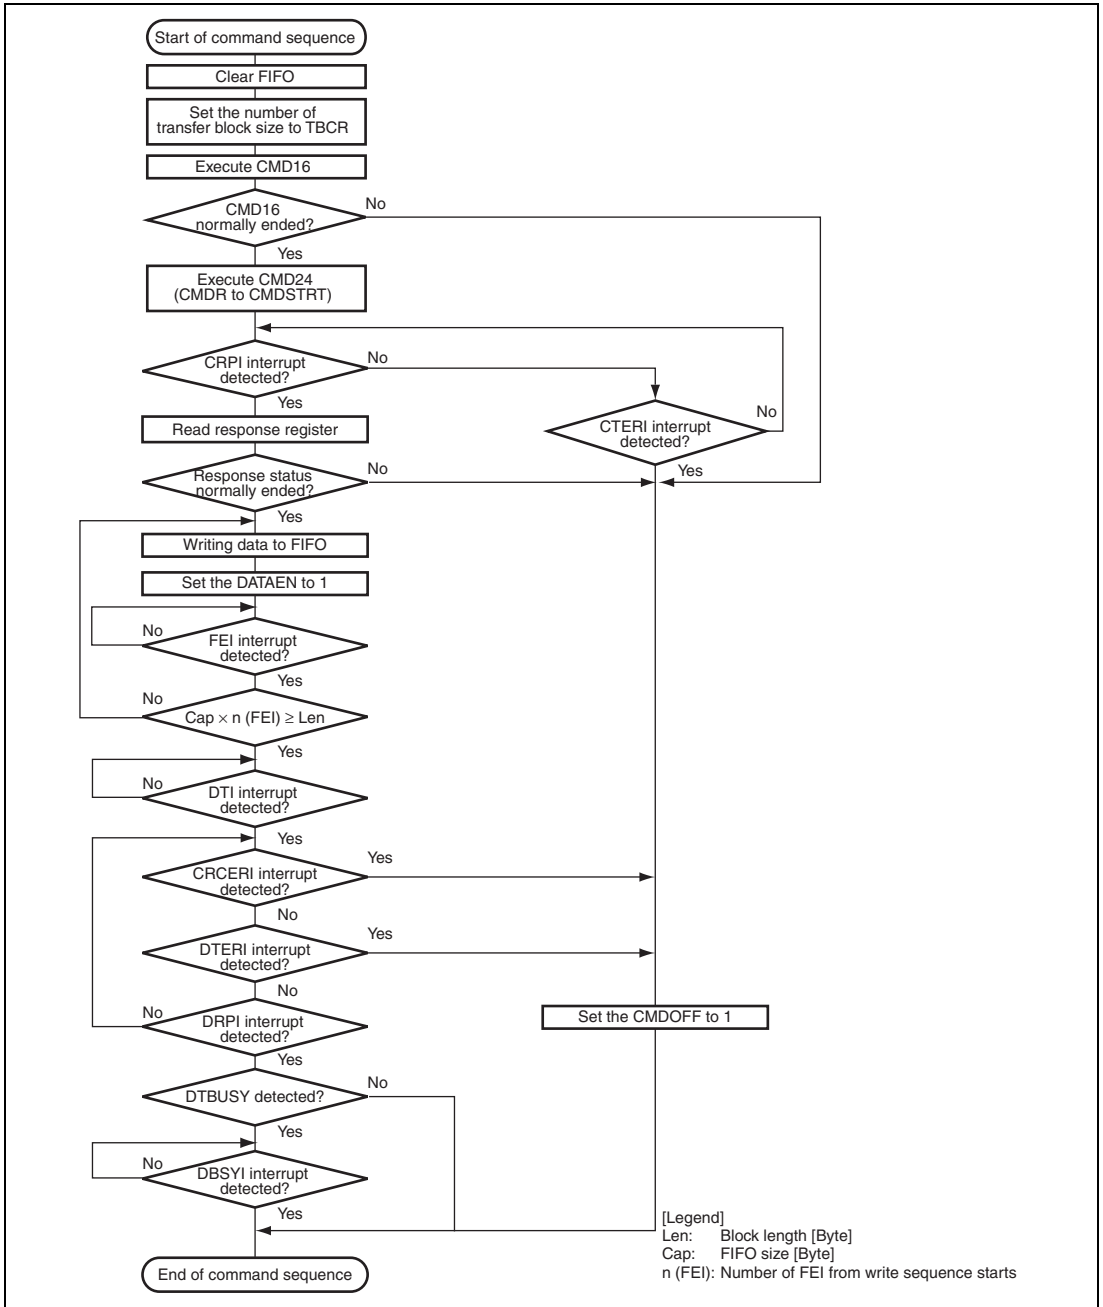 Start of command sequence
Clear FIFO
Set the number of
transfer block size to TBCR
Execute CMD16
CMD16
normally ended?
No
Yes
Execute CMD24
(CMDR to CMDSTRT)
CRPI interrupt
detected?
No
Yes
CTERI interrupt
detected?
No
Yes
Read response register
Response status
normally ended?
No
Yes
Writing data to FIFO
Set the DATAEN to 1
No
FEI interrupt
detected?
Yes
No
Cap × n (FEI) ≥ Len
Yes
No
DTI interrupt
detected?
Yes
CRCERI interrupt
detected?
Yes
No
DTERI interrupt
detected?
Yes
No
No
DRPI interrupt
detected?
Yes
Set the CMDOFF to 1
DTBUSY detected?
No
Yes
No
DBSYI interrupt
detected?
Yes
End of command sequence
[Legend]
Len: Block length [Byte]
Cap: FIFO size [Byte]
n (FEI): Number of FEI from write sequence starts